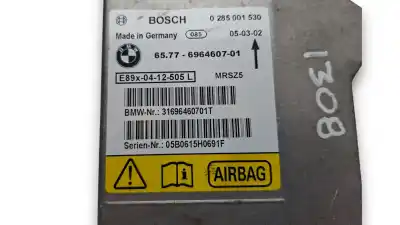 BOSCH 0 285 001 530
Made in Germany 083 05-03-02
BMW 65.77 - 6964607-01
E89x-04-12-505 L MRSZ5
BMW-Nr.: 31696460701T
Serien-Nr.: 05B0615H0691F
AIRBAG
1308